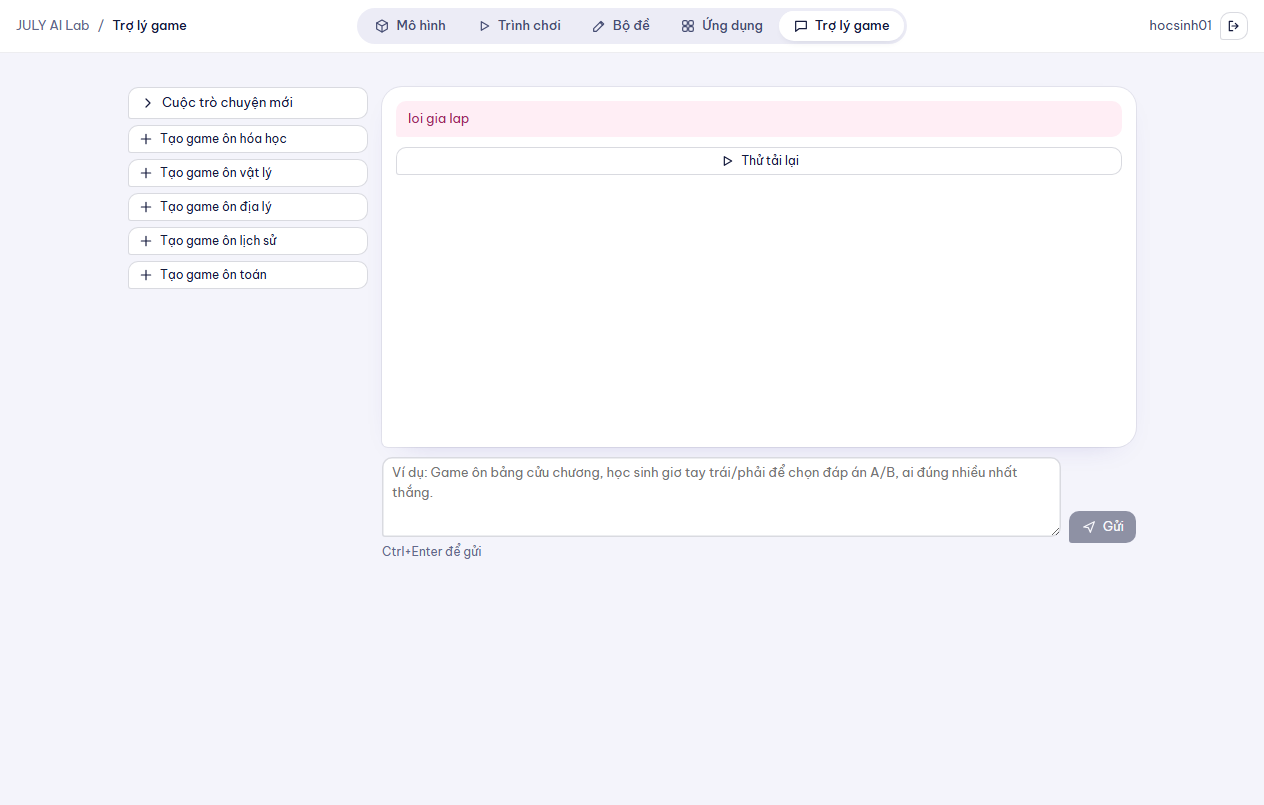 JULY AI Lab / Trợ lý game
Mô hình
Trình chơi
Bộ đề
Ứng dụng
Trợ lý game
hocsinh01
Cuộc trò chuyện mới
Tạo game ôn hóa học
Tạo game ôn vật lý
Tạo game ôn địa lý
Tạo game ôn lịch sử
Tạo game ôn toán
loi gia lap
Thử tải lại
Ví dụ: Game ôn bảng cửu chương, học sinh giơ tay trái/phải để chọn đáp án A/B, ai đúng nhiều nhất
thắng.
Gửi
Ctrl+Enter để gửi